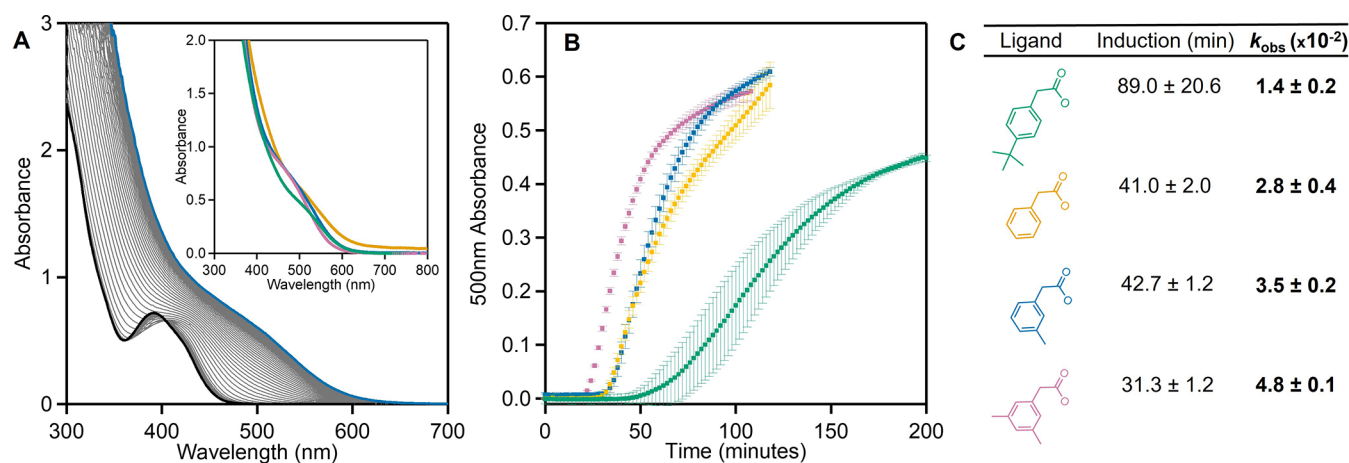 A
Absorbance
3
2
1
0
300
400
500
600
700
Wavelength (nm)
Absorbance
2.0
1.5
1.0
0.5
0.0
300 400 500 600 700 800
Wavelength (nm)
B
500nm Absorbance
0.7
0.6
0.5
0.4
0.3
0.2
0.1
0.0
0 50 100 150 200
Time (minutes)
C
Ligand Induction (min) kobs (x10-2)
O
O
89.0 ± 20.6 1.4 ± 0.2
O
O
41.0 ± 2.0 2.8 ± 0.4
O
O
42.7 ± 1.2 3.5 ± 0.2
O
O
31.3 ± 1.2 4.8 ± 0.1